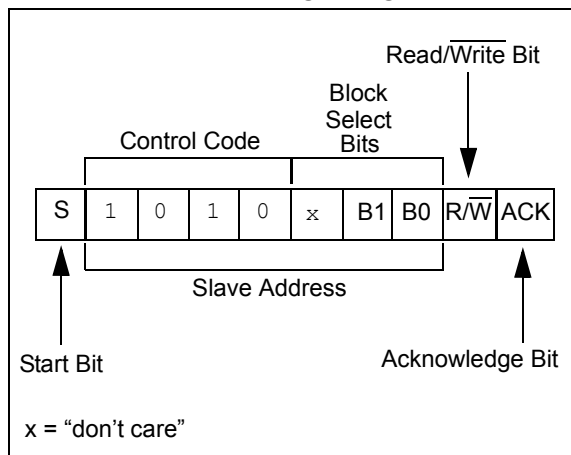 Read/Write Bit
Block
Select
Bits
Control Code
S 1 0 1 0 x B1 B0 R/W ACK
Slave Address
Start Bit
Acknowledge Bit
x = “don’t care”